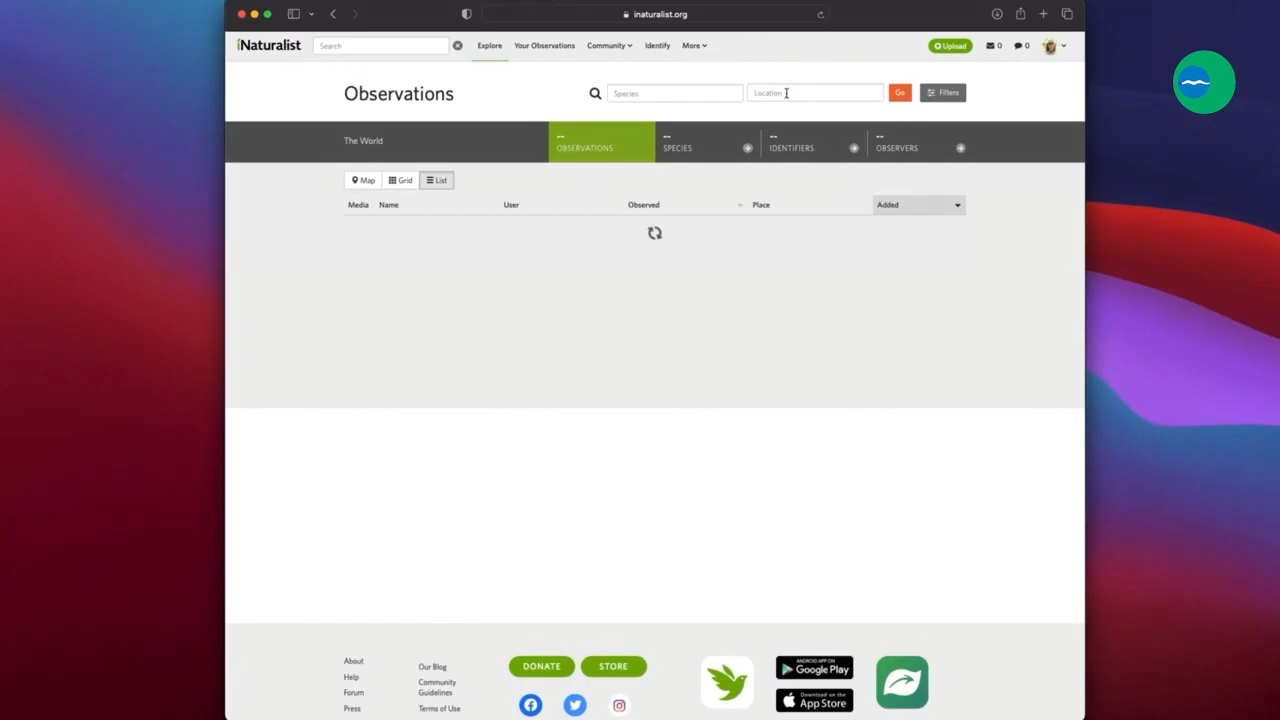 inaturalist.org
iNaturalist
Search
Explore
Your Observations
Community
Identify
More
Upload
0
0
Observations
Species
Location
Go
Filters
The World
--
OBSERVATIONS
--
SPECIES
--
IDENTIFIERS
--
OBSERVERS
Map
Grid
List
Media
Name
User
Observed
Place
Added
About
Help
Forum
Press
Our Blog
Community
Guidelines
Terms of Use
DONATE
STORE
ANDROID APP ON
Google Play
Download on the
App Store